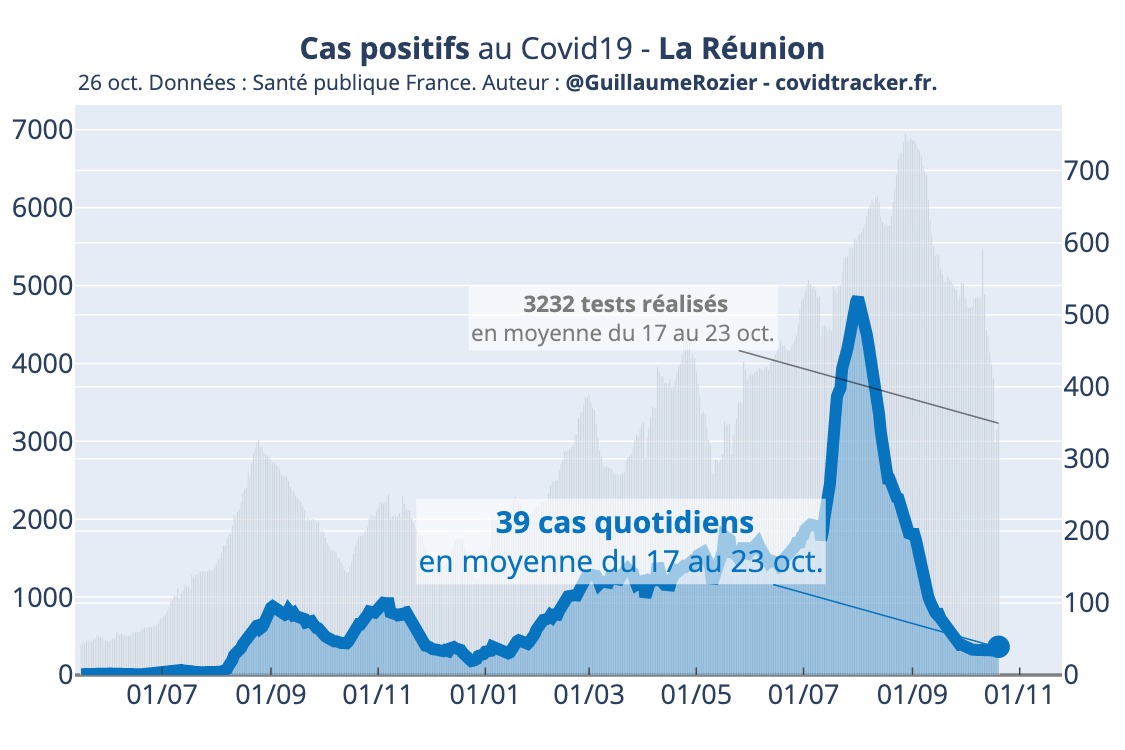 Cas positifs au Covid19 - La Réunion
26 oct. Données : Santé publique France. Auteur : @GuillaumeRozier - covidtracker.fr.
7000
6000
5000
4000
3000
2000
1000
0
700
600
500
400
300
200
100
0
3232 tests réalisés
en moyenne du 17 au 23 oct.
39 cas quotidiens
en moyenne du 17 au 23 oct.
01/07 01/09 01/11 01/01 01/03 01/05 01/07 01/09 01/11